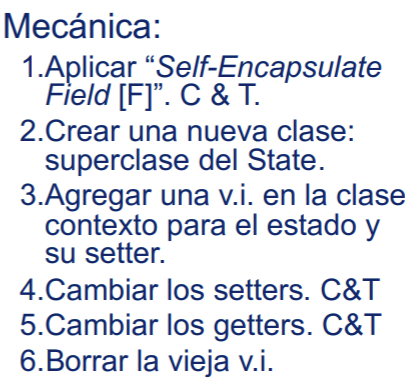 Mecánica:
1.Aplicar “Self-Encapsulate
Field [F]”. C & T.
2.Crear una nueva clase:
superclase del State.
3.Agregar una v.i. en la clase
contexto para el estado y
su setter.
4.Cambiar los setters. C&T
5.Cambiar los getters. C&T
6.Borrar la vieja v.i.